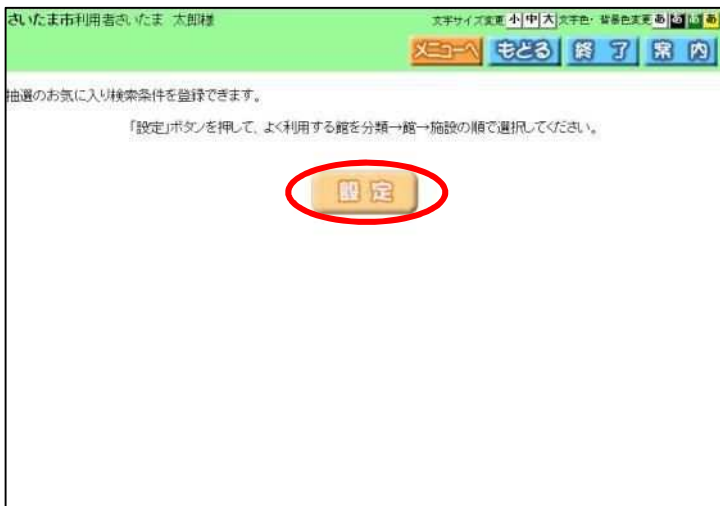 さいたま市利用者さいたま 太郎様
文字サイズ変更 小 中 大 文字色・背景色変更 あ あ あ あ
メニューへ もどる 終了 案内
抽選のお気に入り検索条件を登録できます。
「設定」ボタンを押して、よく利用する館を分類→館→施設の順で選択してください。
設定